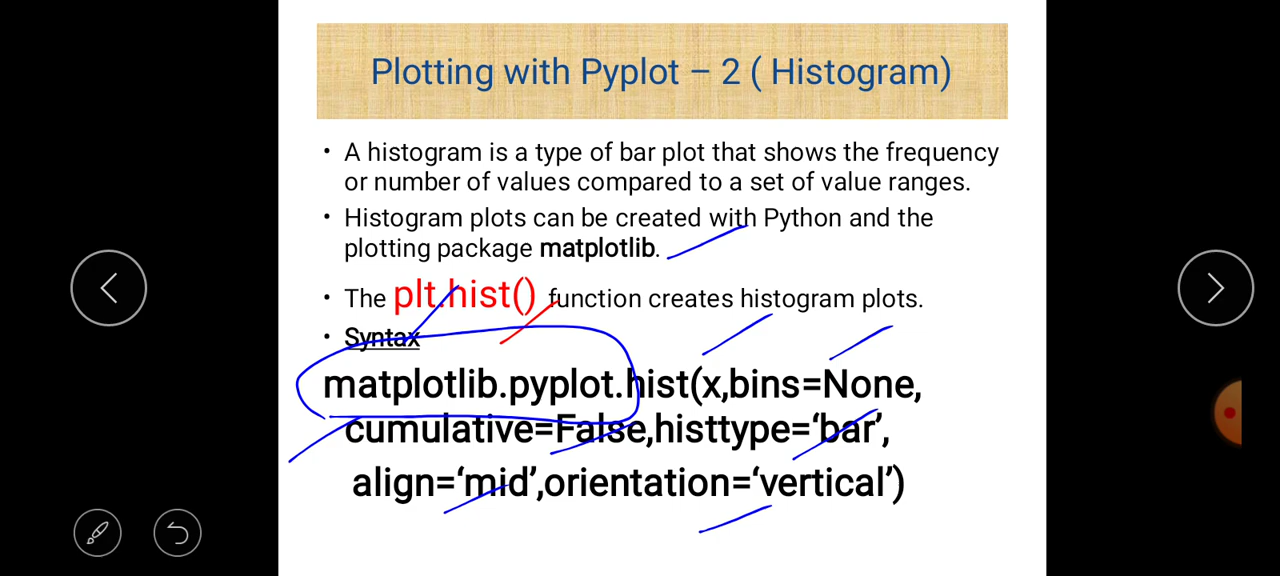 Plotting with Pyplot – 2 ( Histogram)
• A histogram is a type of bar plot that shows the frequency
or number of values compared to a set of value ranges.
• Histogram plots can be created with Python and the
plotting package matplotlib.
• The plt.hist() function creates histogram plots.
• Syntax
matplotlib.pyplot.hist(x,bins=None,
cumulative=False,histtype=‘bar’,
align=‘mid’,orientation=‘vertical’)